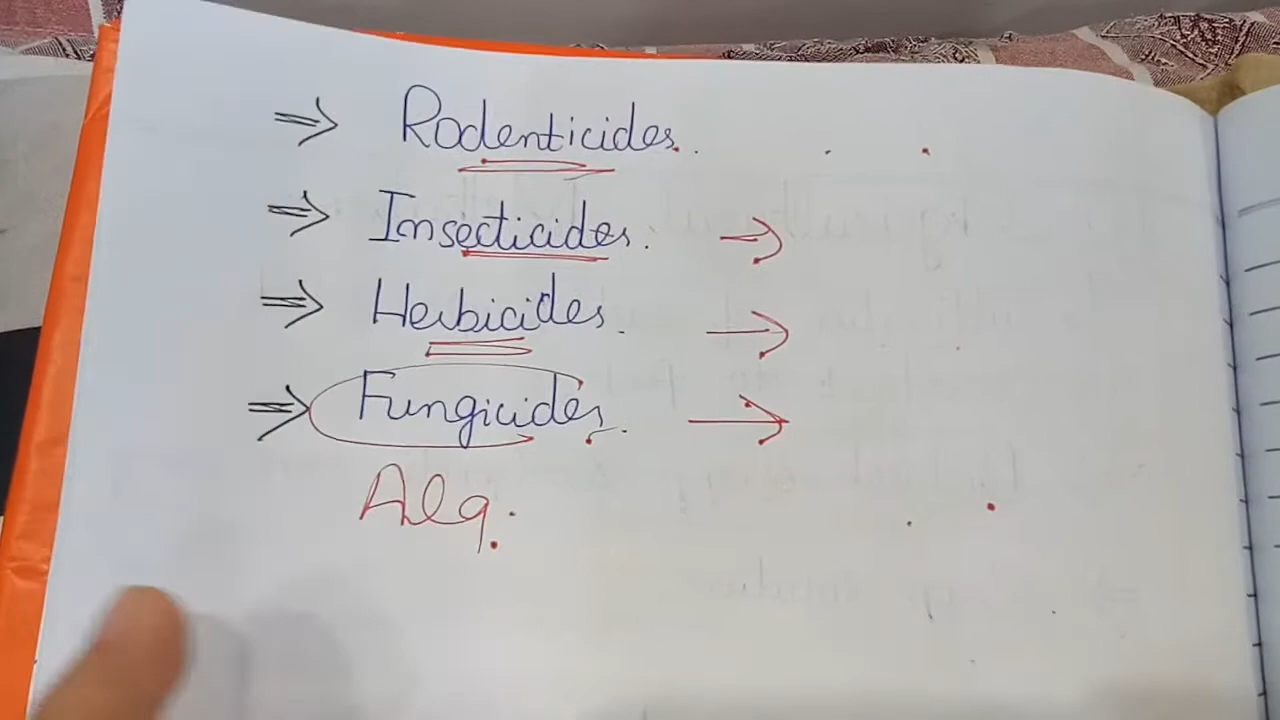 ⇒ Rodenticides.
⇒ Insecticides. →
⇒ Herbicides. →
⇒ Fungicides. →
Alg.